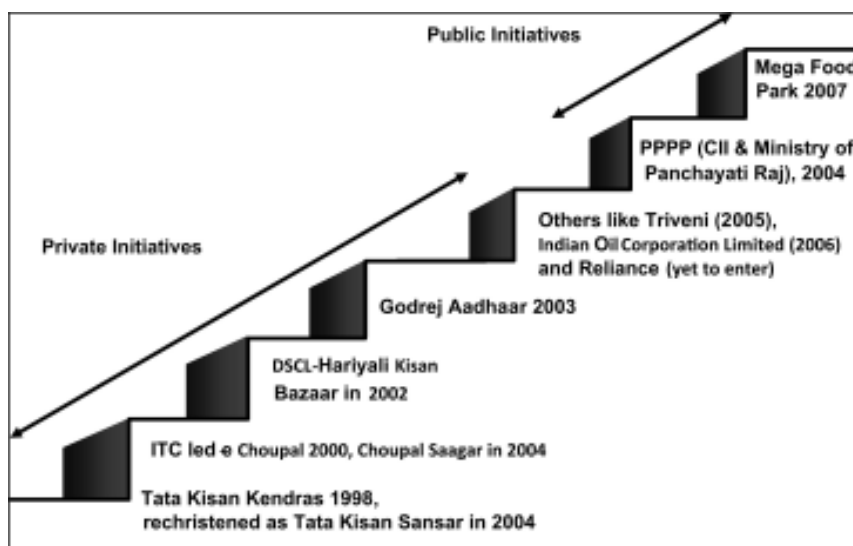 Public Initiatives
Mega Food
Park 2007
PPPP (CII & Ministry of
Panchayati Raj), 2004
Others like Triveni (2005),
Indian Oil Corporation Limited (2006)
and Reliance (yet to enter)
Private Initiatives
Godrej Aadhaar 2003
DSCL-Hariyali Kisan
Bazaar in 2002
ITC led e Choupal 2000, Choupal Saagar in 2004
Tata Kisan Kendras 1998,
rechristened as Tata Kisan Sansar in 2004